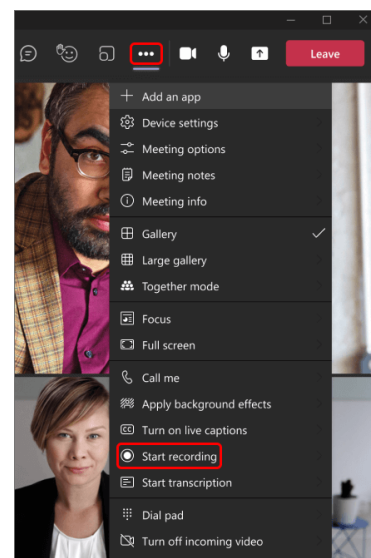 Leave
Add an app
Device settings
Meeting options
Meeting notes
Meeting info
Gallery
Large gallery
Together mode
Focus
Full screen
Call me
Apply background effects
CC Turn on live captions
Start recording
Start transcription
Dial pad
Turn off incoming video